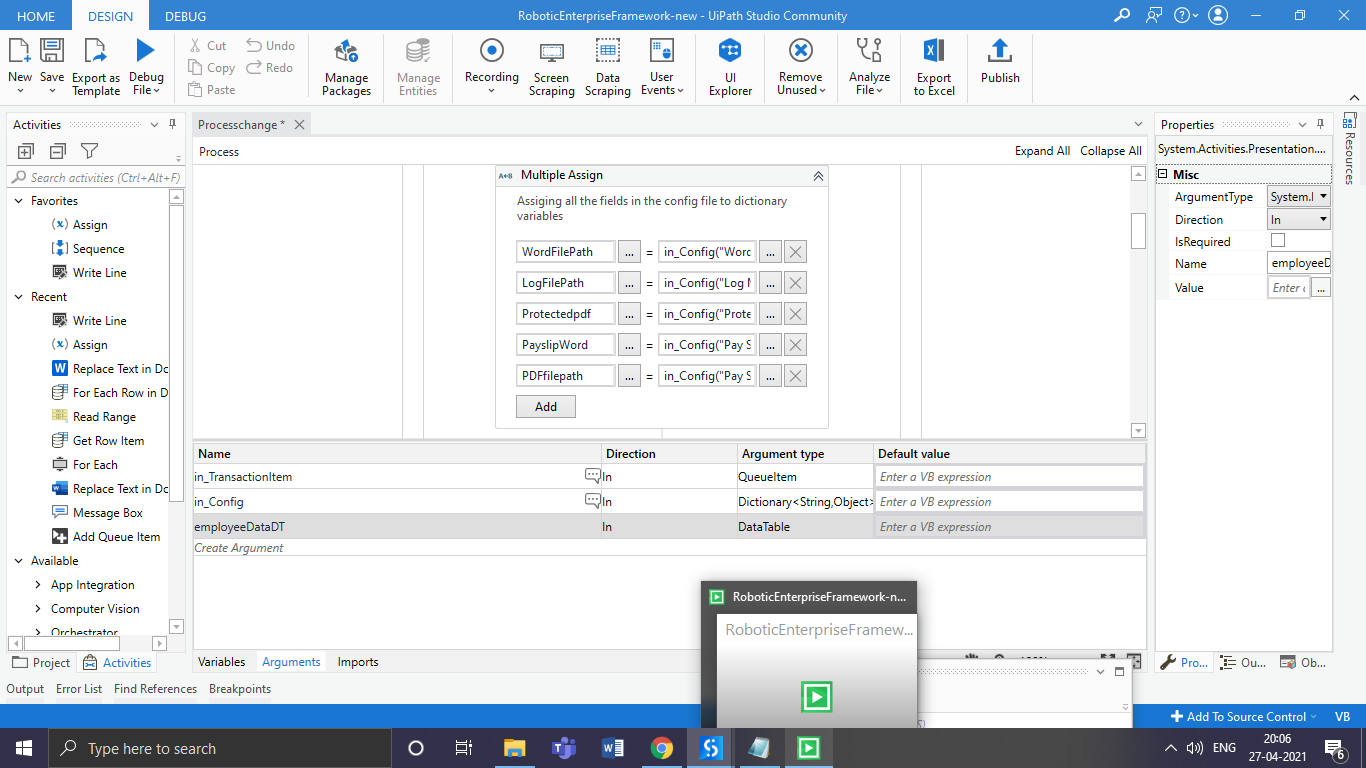 HOME
DESIGN
DEBUG
RoboticEnterpriseFramework-new - UiPath Studio Community
New
Save
Export as Template
Debug File
Cut
Copy
Paste
Undo
Redo
Manage Packages
Manage Entities
Recording
Screen Scraping
Data Scraping
User Events
UI Explorer
Remove Unused
Analyze File
Export to Excel
Publish
Activities
Search activities (Ctrl+Alt+F)
Favorites
Assign
Sequence
Write Line
Recent
Write Line
Assign
Replace Text in Dc
For Each Row in D
Read Range
Get Row Item
For Each
Replace Text in Dc
Message Box
Add Queue Item
Available
App Integration
Computer Vision
Orchestrator
Project
Activities
Processchange *
Process
Expand All
Collapse All
A←B Multiple Assign
Assiging all the fields in the config file to dictionary
variables
WordFilePath ... = in_Config("Word ...
LogFilePath ... = in_Config("Log M ...
Protectedpdf ... = in_Config("Prote ...
PayslipWord ... = in_Config("Pay S ...
PDFfilepath ... = in_Config("Pay S ...
Add
Name Direction Argument type Default value
in_TransactionItem In QueueItem Enter a VB expression
in_Config In Dictionary<String,Object> Enter a VB expression
employeeDataDT In DataTable Enter a VB expression
Create Argument
Variables
Arguments
Imports
Properties
System.Activities.Presentation....
Misc
ArgumentType System.I
Direction In
IsRequired
Name employeeD
Value Enter ...
Resources
Pro...
Ou...
Ob...
Output
Error List
Find References
Breakpoints
RoboticEnterpriseFramework-n...
RoboticEnterpriseFramew...
Add To Source Control
VB
Type here to search
ENG
20:06
27-04-2021
6